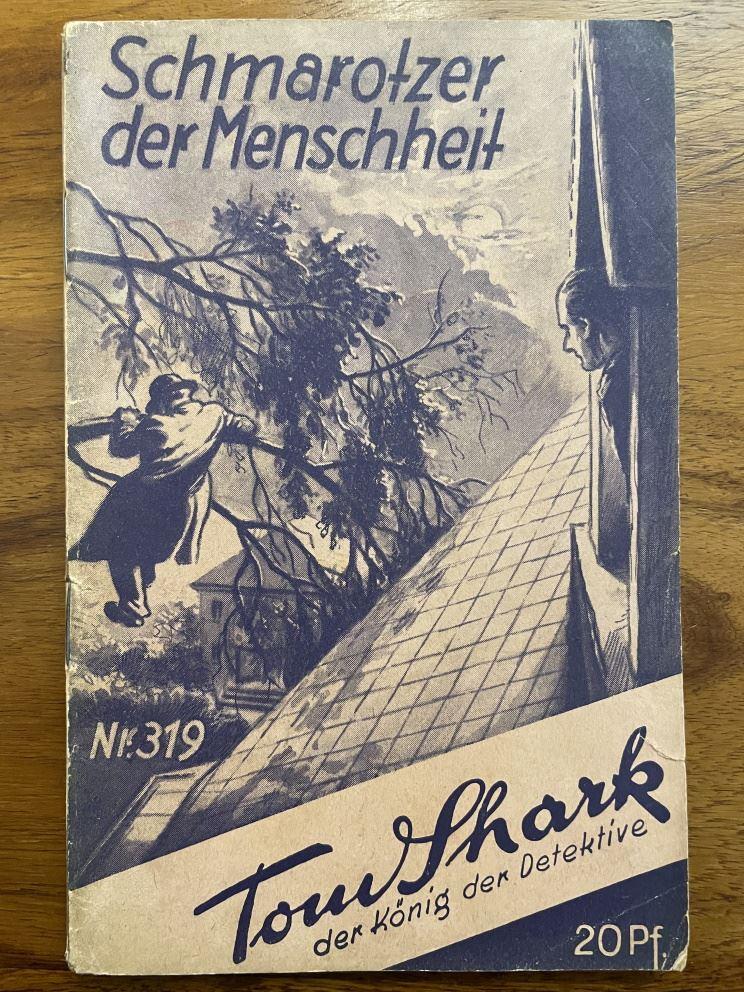 Schmarotzer
der Menschheit
Nr. 319
Tom Shark
der König der Detektive
20 Pf.